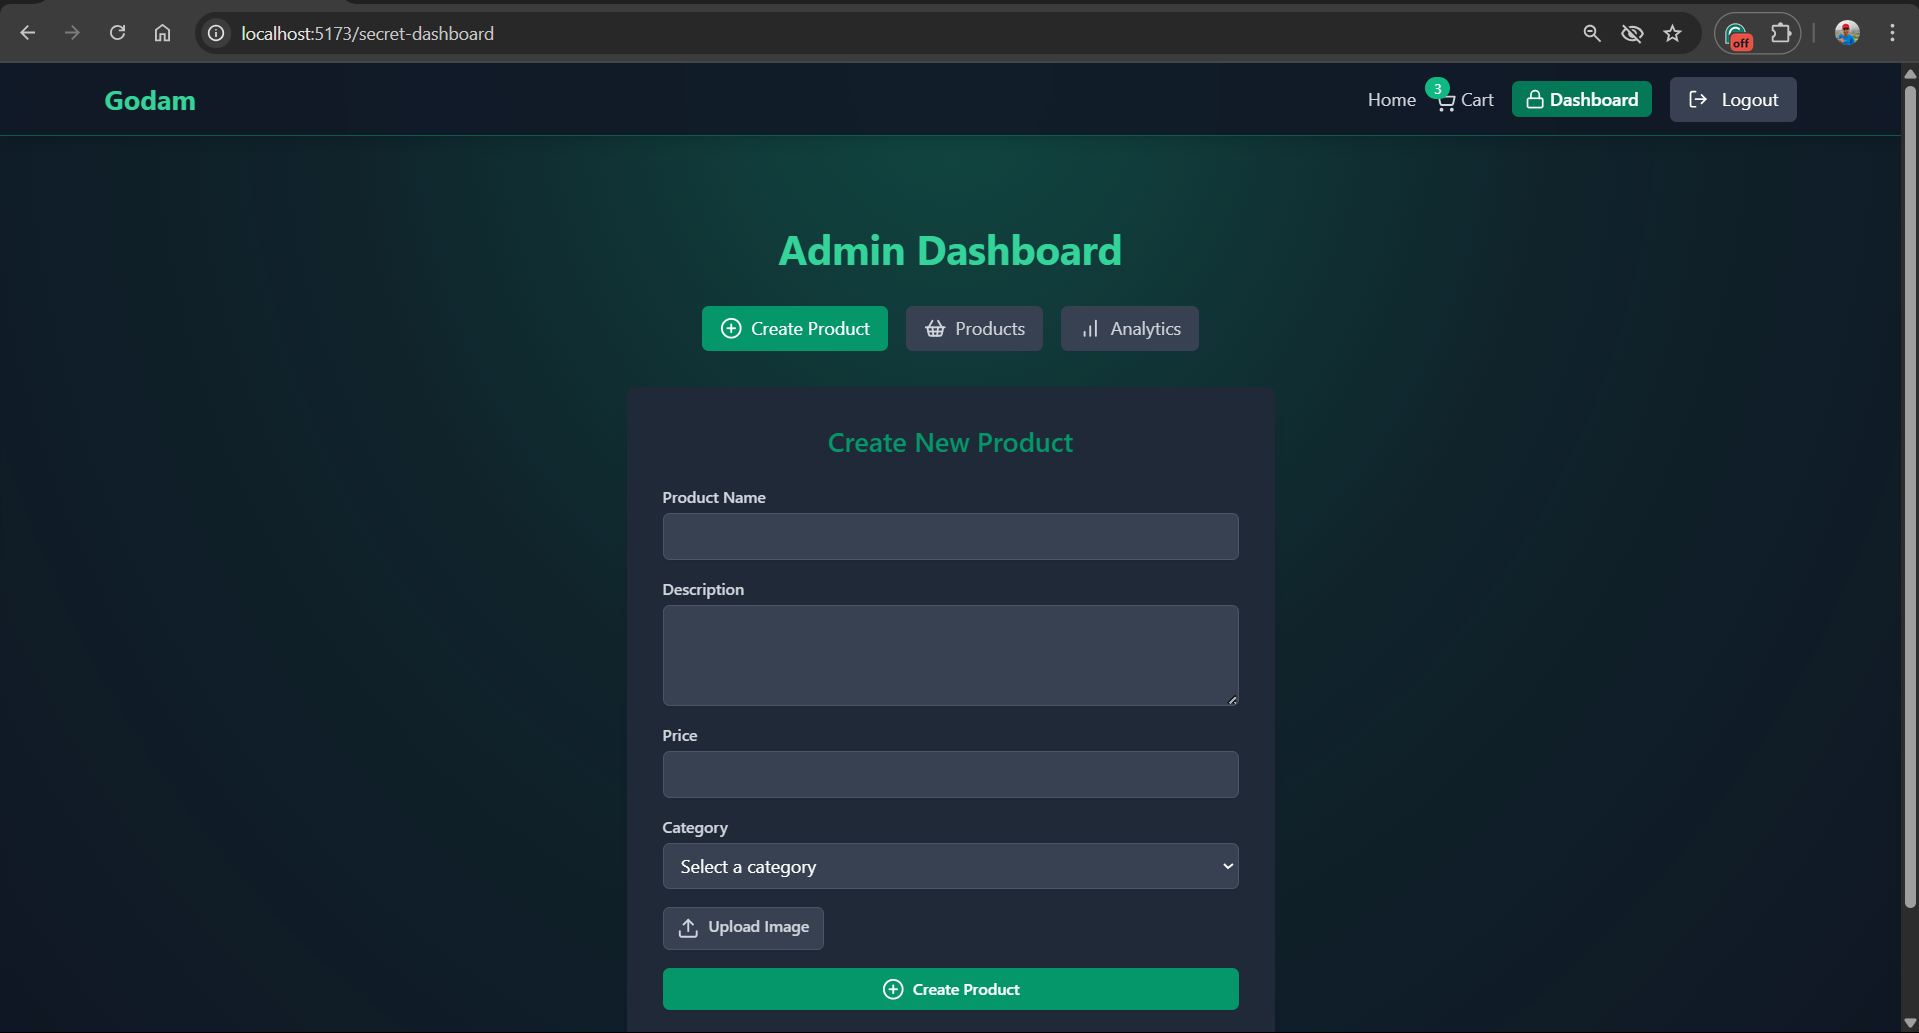 localhost:5173/secret-dashboard
off
Godam
Home
3
Cart
Dashboard
Logout
Admin Dashboard
Create Product
Products
Analytics
Create New Product
Product Name
Description
Price
Category
Select a category
Upload Image
Create Product